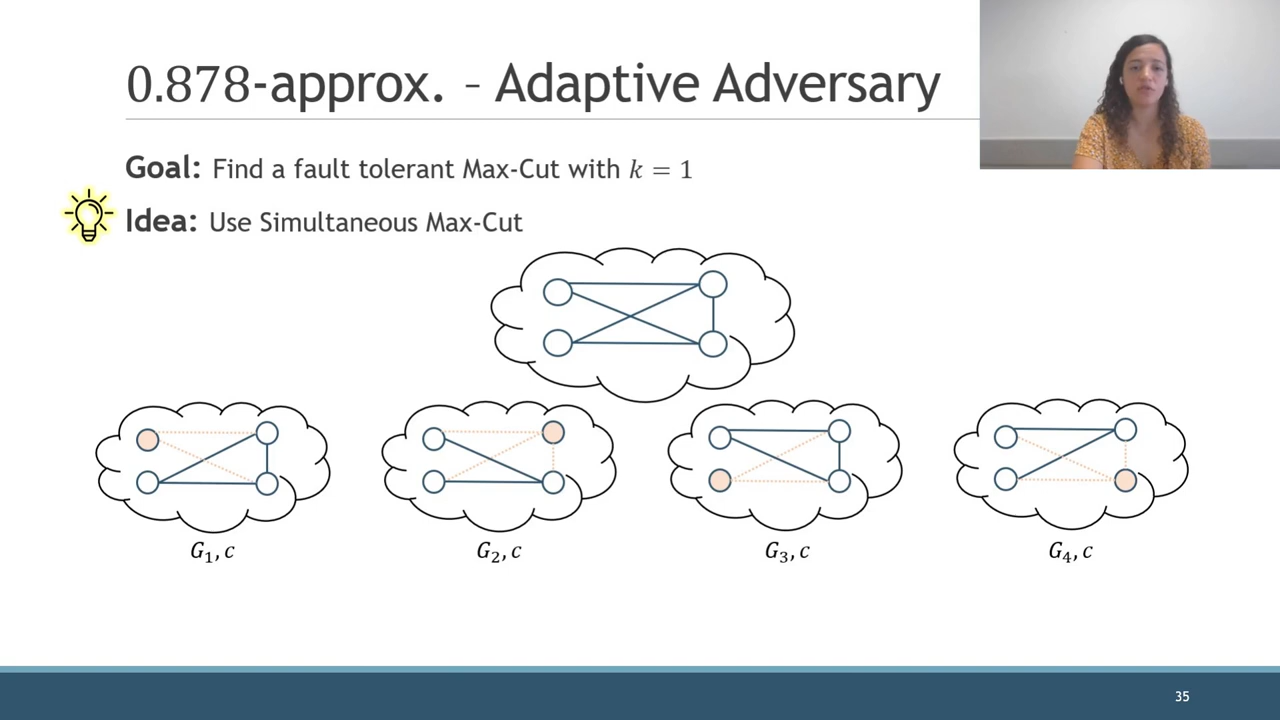 0.878-approx. – Adaptive Adversary
Goal: Find a fault tolerant Max-Cut with k = 1
Idea: Use Simultaneous Max-Cut
G₁, c
G₂, c
G₃, c
G₄, c
35